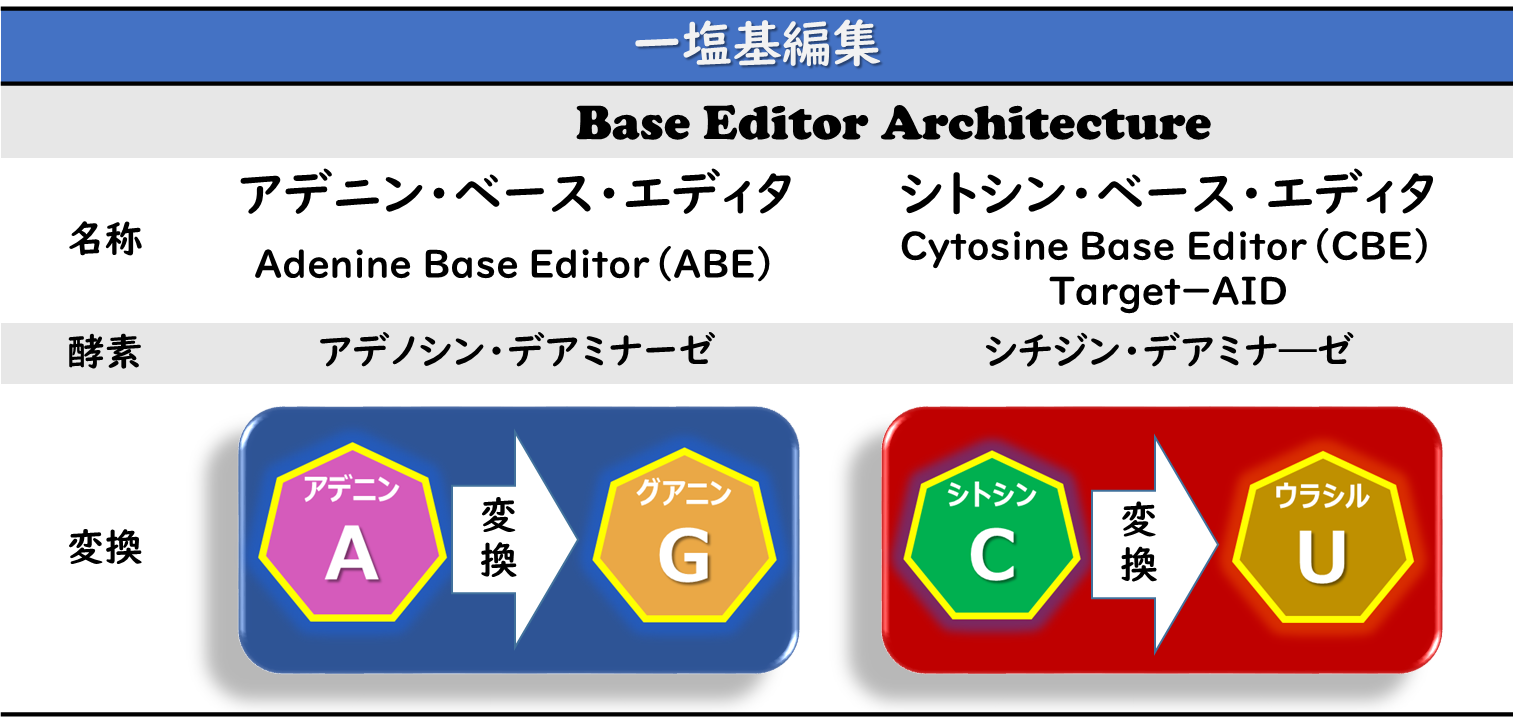 一塩基編集
Base Editor Architecture
名称
アデニン・ベース・エディタ
Adenine Base Editor（ABE）
シトシン・ベース・エディタ
Cytosine Base Editor（CBE）
Target－AID
酵素
アデノシン・デアミナーゼ
シチジン・デアミナ―ゼ
変換
アデニン
A
変
換
グアニン
G
シトシン
C
変
換
ウラシル
U